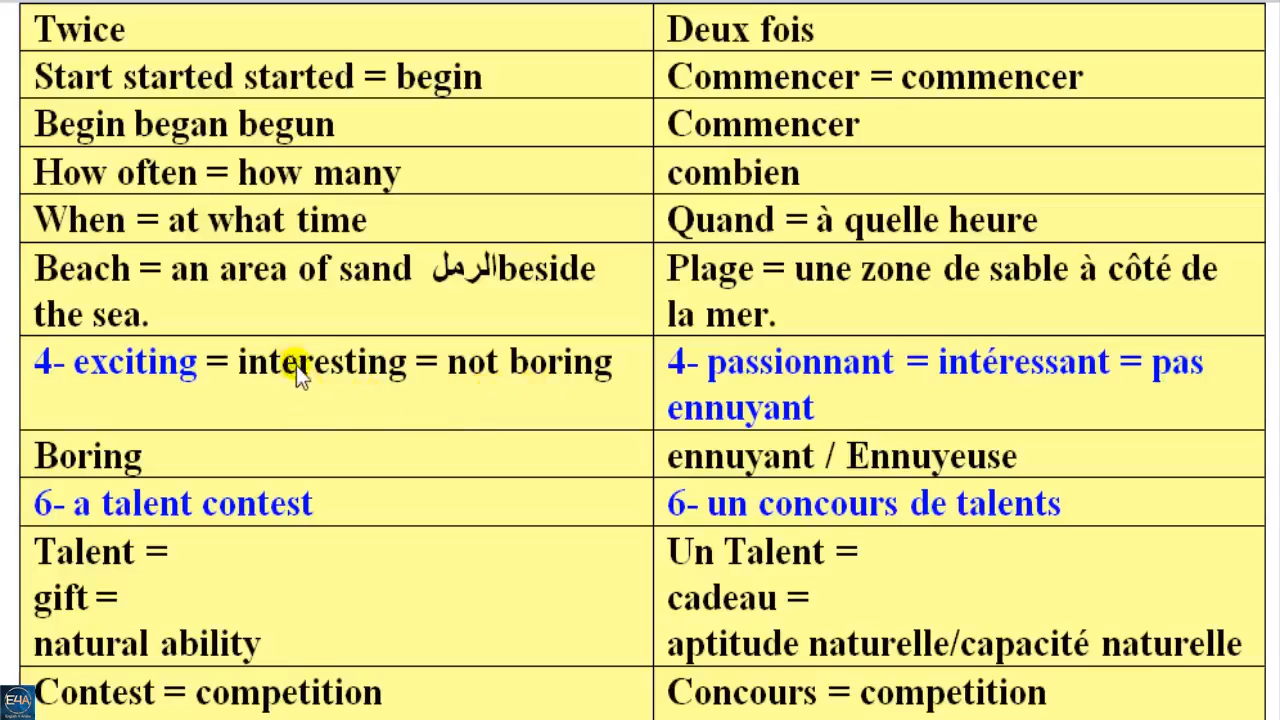 Twice
Deux fois
Start started started = begin
Commencer = commencer
Begin began begun
Commencer
How often = how many
combien
When = at what time
Quand = à quelle heure
Beach = an area of sand الرمل beside
the sea.
Plage = une zone de sable à côté de
la mer.
4- exciting = interesting = not boring
4- passionnant = intéressant = pas
ennuyant
Boring
ennuyant / Ennuyeuse
6- a talent contest
6- un concours de talents
Talent =
gift =
natural ability
Un Talent =
cadeau =
aptitude naturelle/capacité naturelle
Contest = competition
Concours = competition
E4A